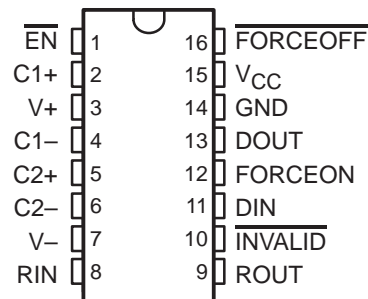 EN 1 16 FORCEOFF
C1+ 2 15 VCC
V+ 3 14 GND
C1– 4 13 DOUT
C2+ 5 12 FORCEON
C2– 6 11 DIN
V– 7 10 INVALID
RIN 8 9 ROUT